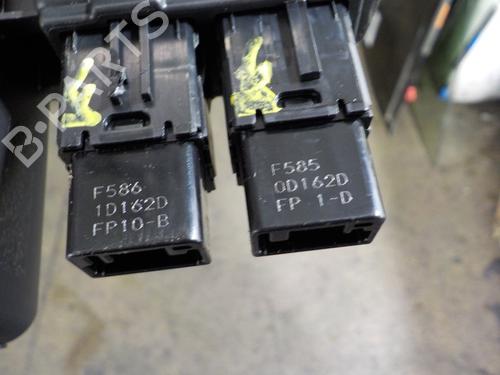 B-PARTS
F586
1D162D
FP10-B
F585
0D162D
FP 1-D